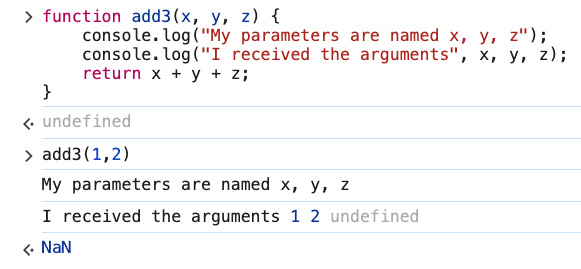 function add3(x, y, z) {
    console.log("My parameters are named x, y, z");
    console.log("I received the arguments", x, y, z);
    return x + y + z;
}
undefined
add3(1,2)
My parameters are named x, y, z
I received the arguments 1 2 undefined
NaN